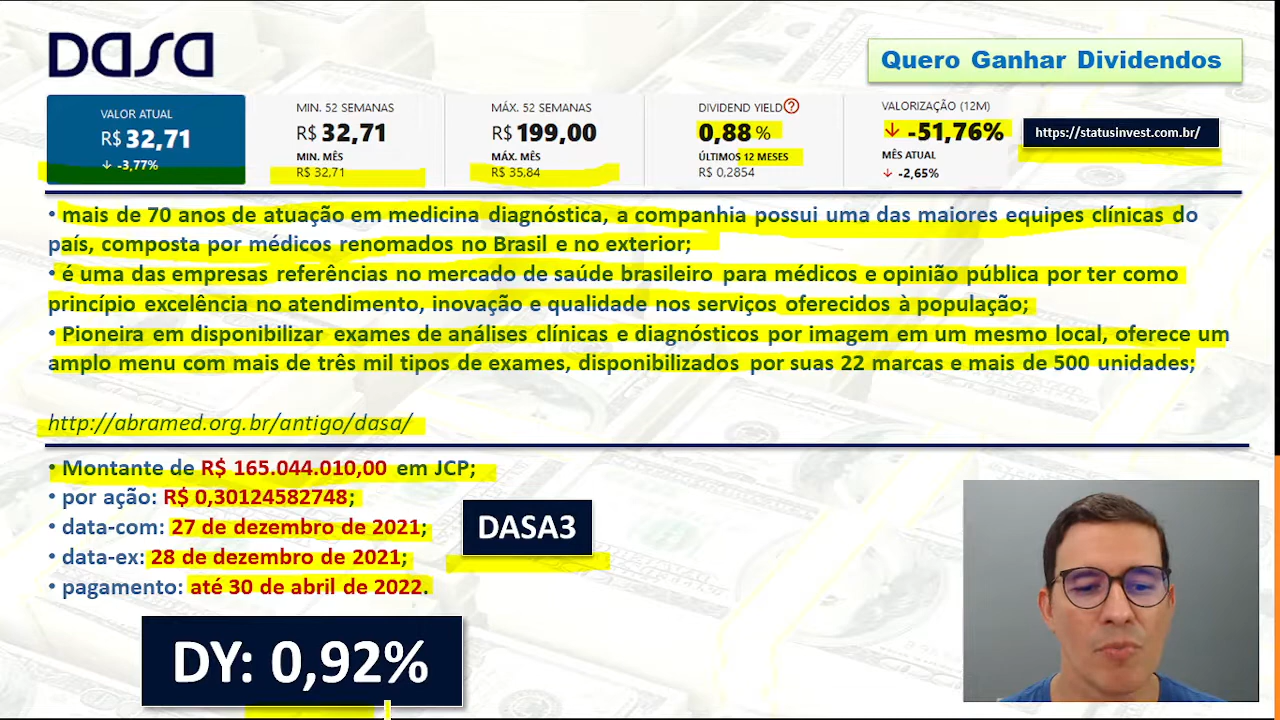 DASA
Quero Ganhar Dividendos
VALOR ATUAL
R$ 32,71
↓ -3,77%
MIN. 52 SEMANAS
R$ 32,71
MIN. MÊS
R$ 32,71
MÁX. 52 SEMANAS
R$ 199,00
MÁX. MÊS
R$ 35,84
DIVIDEND YIELD?
0,88 %
ÚLTIMOS 12 MESES
R$ 0,2854
VALORIZAÇÃO (12M)
↓ -51,76%
MÊS ATUAL
↓ -2,65%
https://statusinvest.com.br/
• mais de 70 anos de atuação em medicina diagnóstica, a companhia possui uma das maiores equipes clínicas do
país, composta por médicos renomados no Brasil e no exterior;
• é uma das empresas referências no mercado de saúde brasileiro para médicos e opinião pública por ter como
princípio excelência no atendimento, inovação e qualidade nos serviços oferecidos à população;
• Pioneira em disponibilizar exames de análises clínicas e diagnósticos por imagem em um mesmo local, oferece um
amplo menu com mais de três mil tipos de exames, disponibilizados por suas 22 marcas e mais de 500 unidades;
http://abramed.org.br/antigo/dasa/
• Montante de R$ 165.044.010,00 em JCP;
• por ação: R$ 0,30124582748;
• data-com: 27 de dezembro de 2021;
• data-ex: 28 de dezembro de 2021;
• pagamento: até 30 de abril de 2022.
DASA3
DY: 0,92%